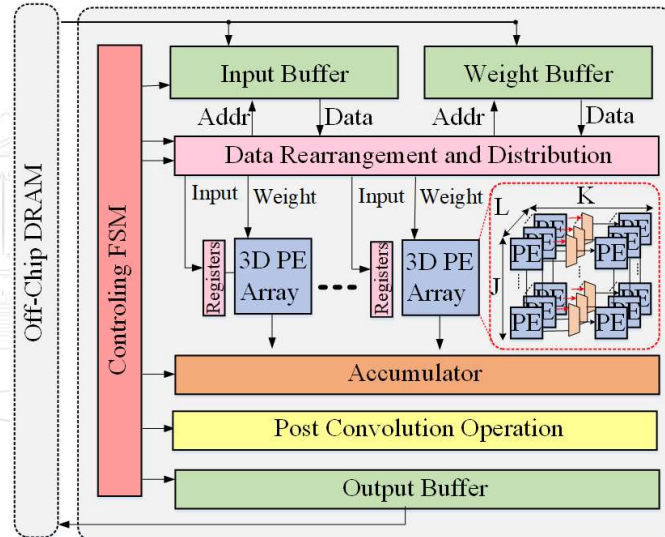 Off-Chip DRAM
Controling FSM
Input Buffer
Weight Buffer
Addr
Data
Addr
Data
Data Rearrangement and Distribution
Input
Weight
Input
Weight
Registers
3D PE
Array
Registers
3D PE
Array
L
K
J
PE
PE
PE
PE
PE
PE
PE
PE
Accumulator
Post Convolution Operation
Output Buffer